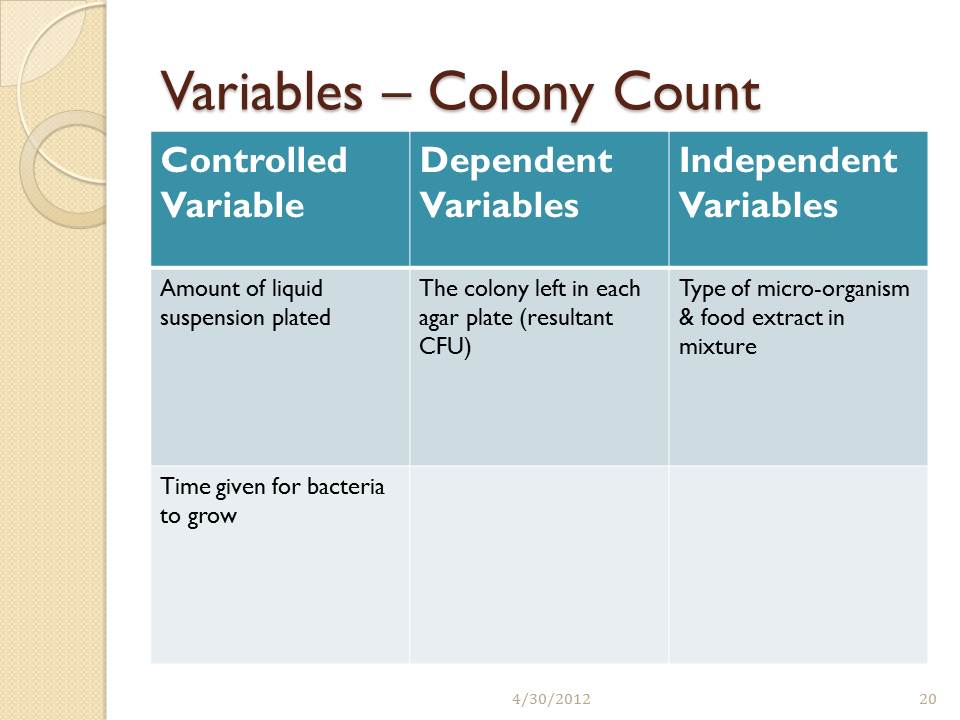 Variables – Colony Count
Controlled
Variable
Dependent
Variables
Independent
Variables
Amount of liquid
suspension plated
The colony left in each
agar plate (resultant
CFU)
Type of micro-organism
& food extract in
mixture
Time given for bacteria
to grow
4/30/2012
20